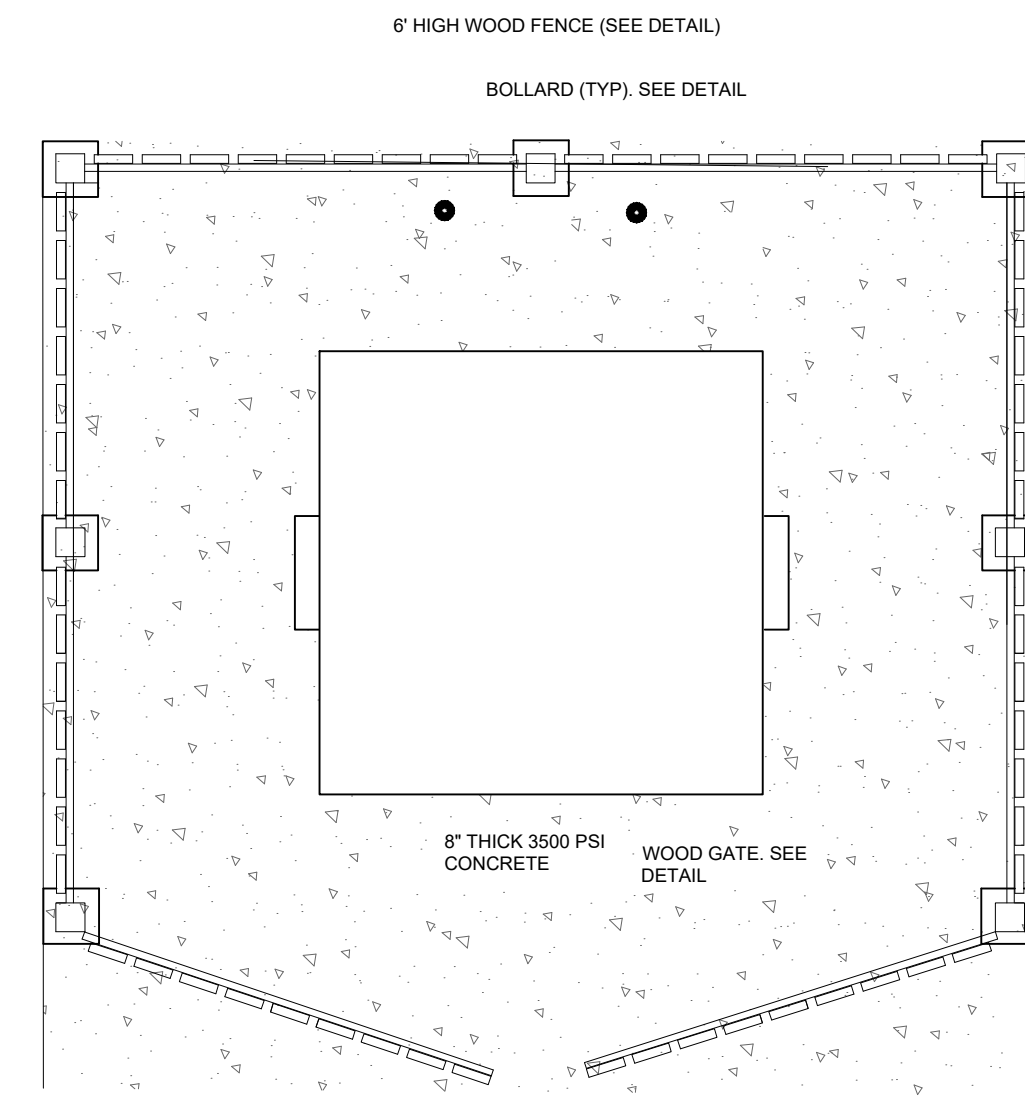 6' HIGH WOOD FENCE (SEE DETAIL)
BOLLARD (TYP). SEE DETAIL
8" THICK 3500 PSI
CONCRETE
WOOD GATE. SEE
DETAIL